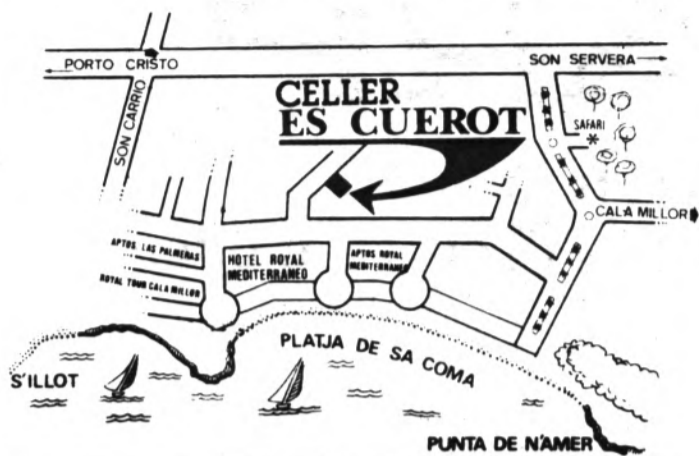 PORTO CRISTO
SON SERVERA
SON CARRIO
CELLER
ES CUEROT
SAFARI
CALA MILLOR
APTOS LAS PALMERAS
HOTEL ROYAL
MEDITERRANEO
APTOS ROYAL
MEDITERRANEO
ROYAL TOUR CALA MILLOR
PLATJA DE SA COMA
S'ILLOT
PUNTA DE N'AMER